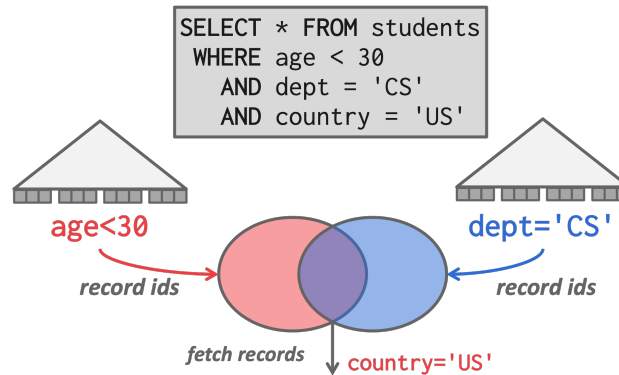 SELECT * FROM students
WHERE age < 30
AND dept = 'CS'
AND country = 'US'
age<30
dept='CS'
record ids
record ids
fetch records
country='US'